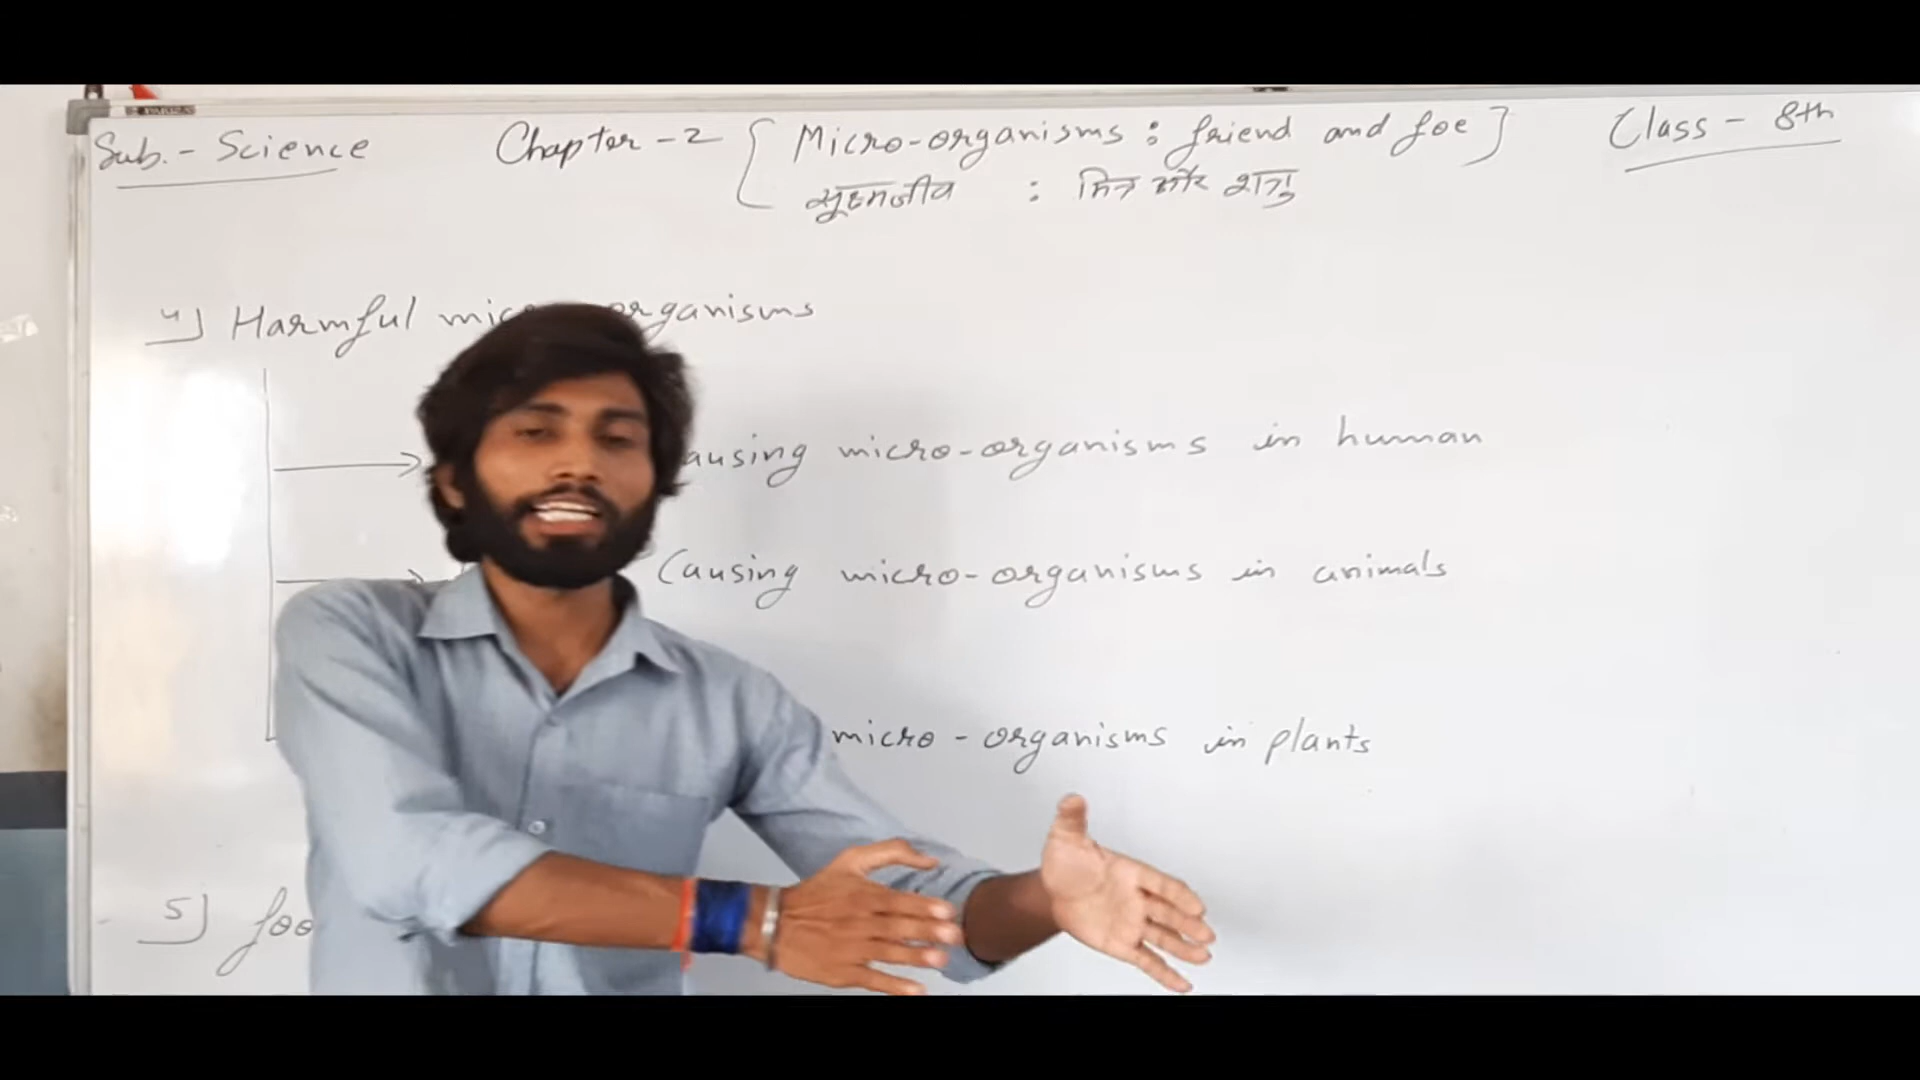 Sub.- Science Chapter-2 [ Micro-organisms : friend and foe ] Class - 8th
सूक्ष्मजीव : मित्र और शत्रु
4) Harmful organisms
causing micro-organisms in human
Causing micro-organisms in animals
micro-organisms in plants
5)